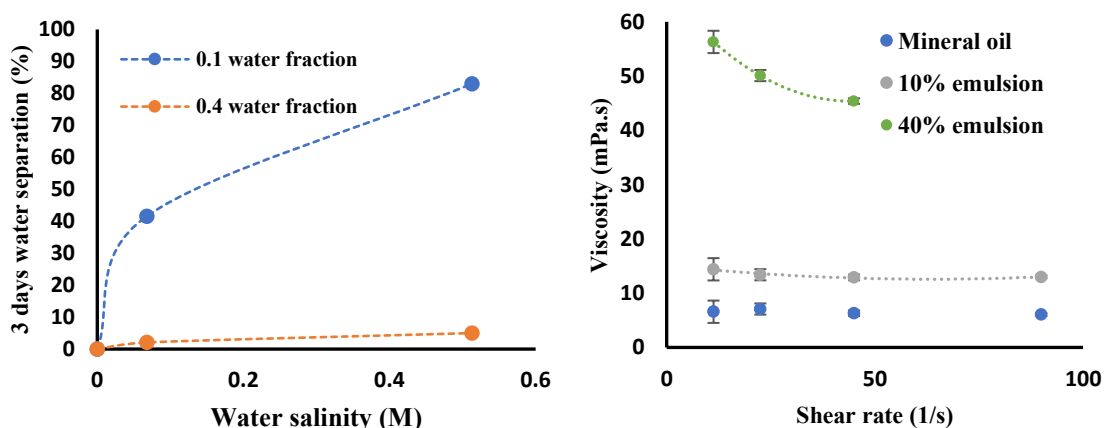 3 days water separation (%)
100
90
80
70
60
50
40
30
20
10
0
0.1 water fraction
0.4 water fraction
0
0.2
0.4
0.6
Water salinity (M)
Viscosity (mPa.s)
60
50
40
30
20
10
0
Mineral oil
10% emulsion
40% emulsion
0
50
100
Shear rate (1/s)